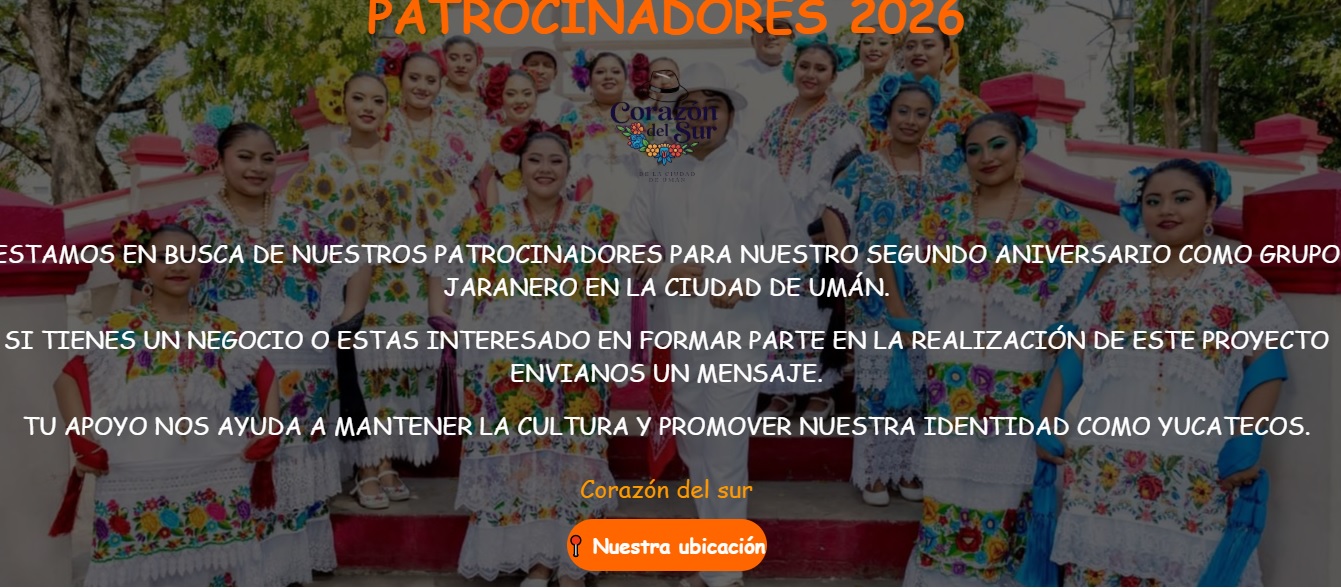 PATROCINADORES 2026
Corazón
del Sur
DE LA CIUDAD
DE UMÁN
ESTAMOS EN BUSCA DE NUESTROS PATROCINADORES PARA NUESTRO SEGUNDO ANIVERSARIO COMO GRUPO
JARANERO EN LA CIUDAD DE UMÁN.
SI TIENES UN NEGOCIO O ESTAS INTERESADO EN FORMAR PARTE EN LA REALIZACIÓN DE ESTE PROYECTO
ENVIANOS UN MENSAJE.
TU APOYO NOS AYUDA A MANTENER LA CULTURA Y PROMOVER NUESTRA IDENTIDAD COMO YUCATECOS.
Corazón del sur
Nuestra ubicación